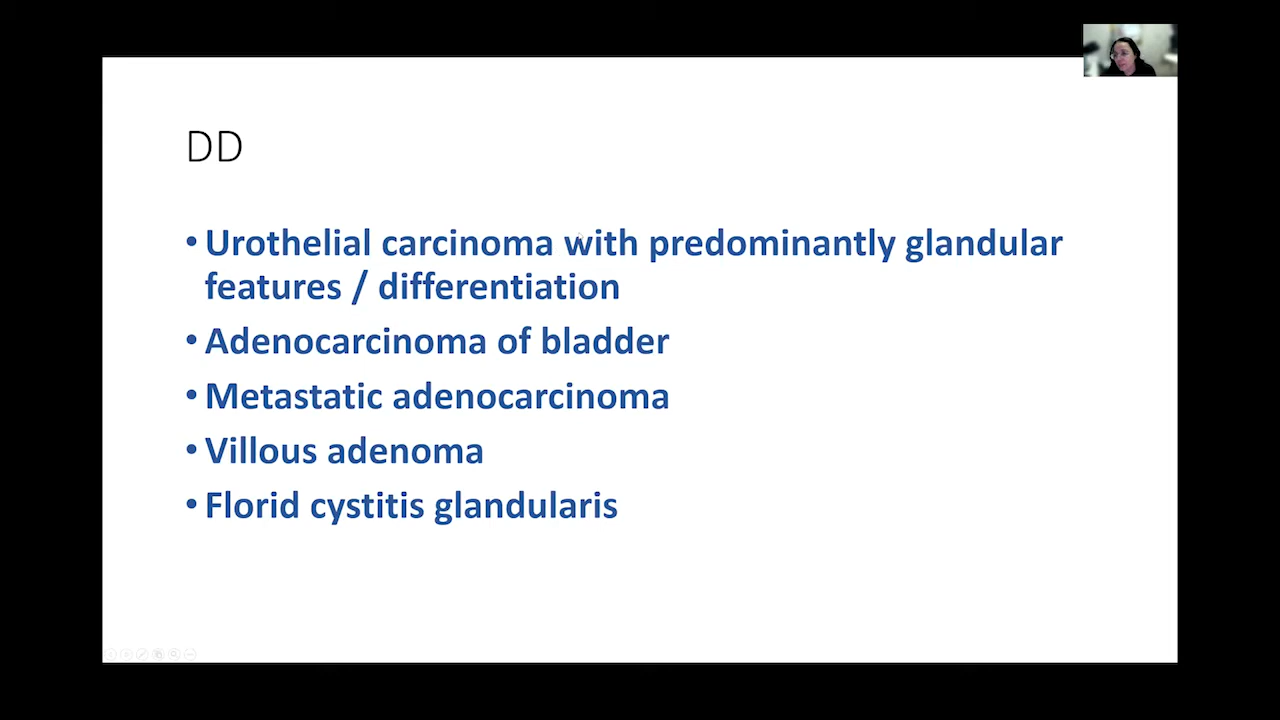 DD
• Urothelial carcinoma with predominantly glandular
features / differentiation
• Adenocarcinoma of bladder
• Metastatic adenocarcinoma
• Villous adenoma
• Florid cystitis glandularis